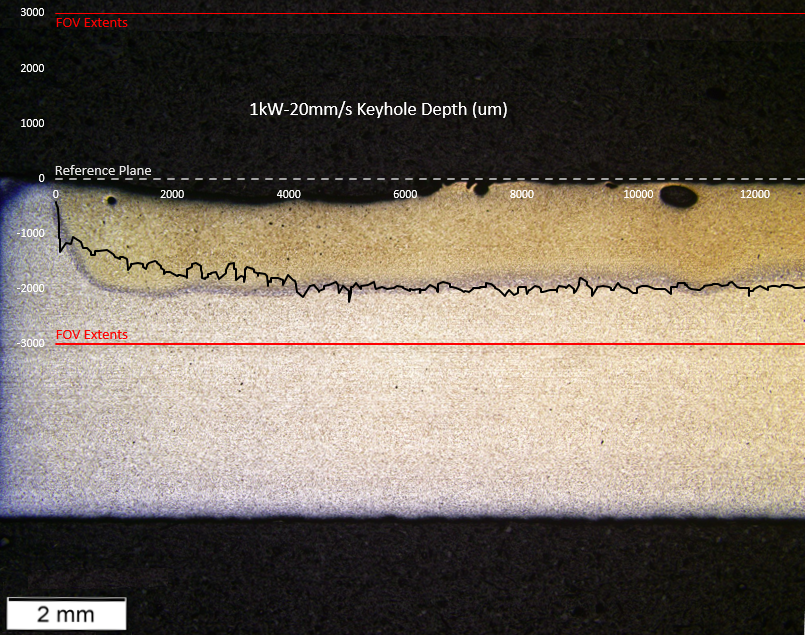 3000
FOV Extents
2000
1kW-20mm/s Keyhole Depth (um)
1000
Reference Plane
0
0 2000 4000 6000 8000 10000 12000
-1000
-2000
FOV Extents
-3000
2 mm